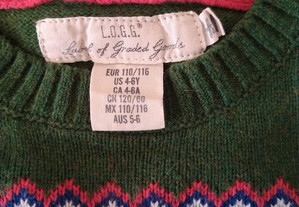 L.O.G.G.
Label of Graded Goods
EUR 110/116
US 4-6Y
CA 4-6A
CH 120/60
MX 110/116
AUS 5-6